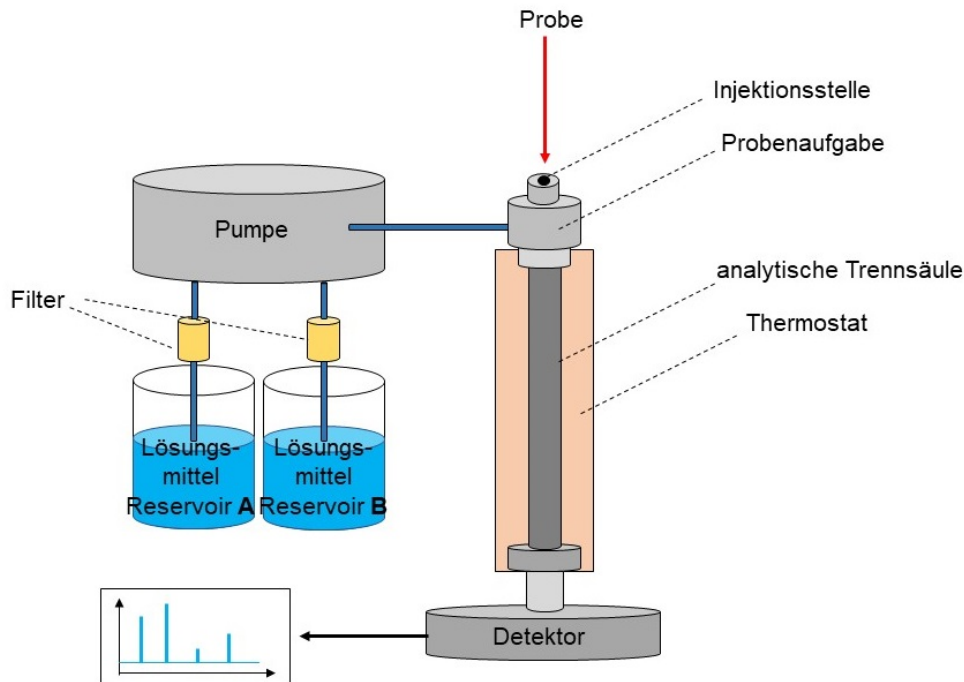 Probe
Injektionsstelle
Probenaufgabe
Pumpe
analytische Trennsäule
Filter
Thermostat
Lösungs-
mittel
Reservoir A
Lösungs-
mittel
Reservoir B
Detektor